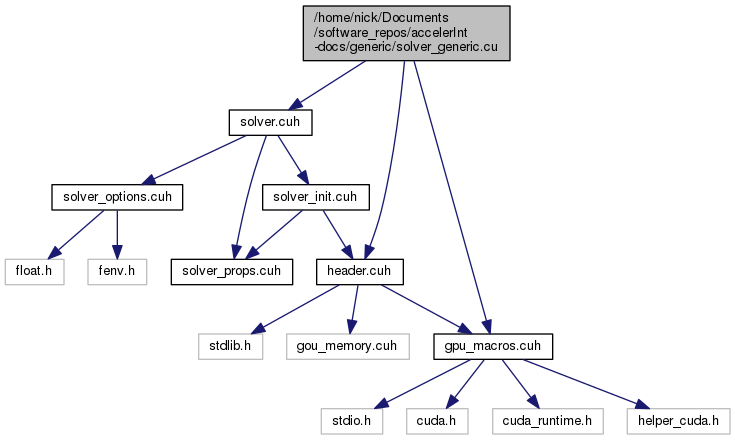 /home/nick/Documents
/software_repos/accelerInt
-docs/generic/solver_generic.cu
solver.cuh
solver_options.cuh
solver_init.cuh
float.h
fenv.h
solver_props.cuh
header.cuh
stdlib.h
gou_memory.cuh
gpu_macros.cuh
stdio.h
cuda.h
cuda_runtime.h
helper_cuda.h